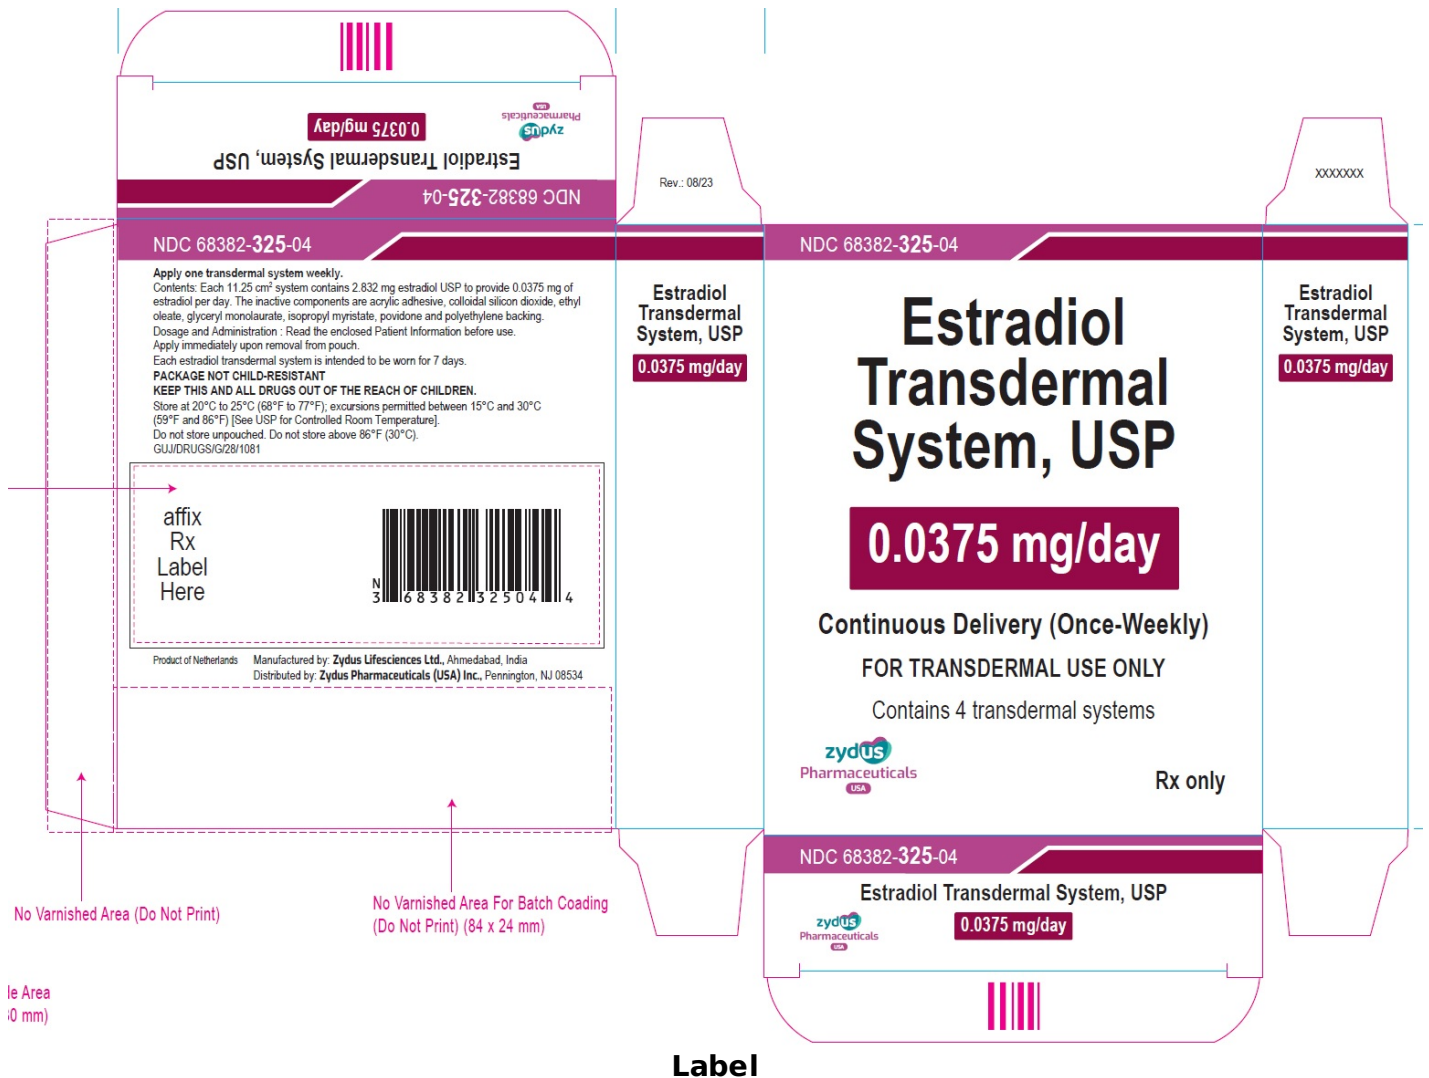 zydus
Pharmaceuticals
USA
0.0375 mg/day
Estradiol Transdermal System, USP
NDC 68382-325-04
NDC 68382-325-04
Apply one transdermal system weekly.
Contents: Each 11.25 cm² system contains 2.832 mg estradiol USP to provide 0.0375 mg of
estradiol per day. The inactive components are acrylic adhesive, colloidal silicon dioxide, ethyl
oleate, glyceryl monolaurate, isopropyl myristate, povidone and polyethylene backing.
Dosage and Administration : Read the enclosed Patient Information before use.
Apply immediately upon removal from pouch.
Each estradiol transdermal system is intended to be worn for 7 days.
PACKAGE NOT CHILD-RESISTANT
KEEP THIS AND ALL DRUGS OUT OF THE REACH OF CHILDREN.
Store at 20°C to 25°C (68°F to 77°F); excursions permitted between 15°C and 30°C
(59°F and 86°F) [See USP for Controlled Room Temperature].
Do not store unpouched. Do not store above 86°F (30°C).
GUJ/DRUGS/G/28/1081
affix
Rx
Label
Here
N
3 68382 32504 4
Product of Netherlands Manufactured by: Zydus Lifesciences Ltd., Ahmedabad, India
Distributed by: Zydus Pharmaceuticals (USA) Inc., Pennington, NJ 08534
No Varnished Area (Do Not Print)
No Varnished Area For Batch Coading
(Do Not Print) (84 x 24 mm)
le Area
0 mm)
Rev.: 08/23
Estradiol
Transdermal
System, USP
0.0375 mg/day
NDC 68382-325-04
Estradiol
Transdermal
System, USP
0.0375 mg/day
Continuous Delivery (Once-Weekly)
FOR TRANSDERMAL USE ONLY
Contains 4 transdermal systems
zydus
Pharmaceuticals
USA
Rx only
NDC 68382-325-04
Estradiol Transdermal System, USP
zydus
Pharmaceuticals
USA
0.0375 mg/day
XXXXXXX
Estradiol
Transdermal
System, USP
0.0375 mg/day
Label